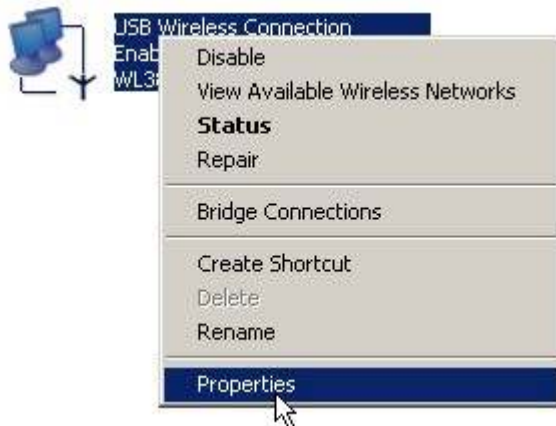 USB Wireless Connection
Disable
View Available Wireless Networks
Status
Repair
Bridge Connections
Create Shortcut
Delete
Rename
Properties